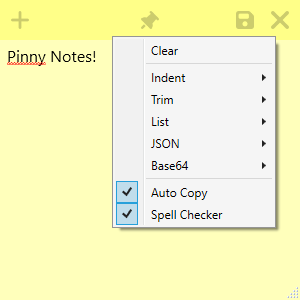 Pinny Notes!
Clear
Indent
Trim
List
JSON
Base64
Auto Copy
Spell Checker